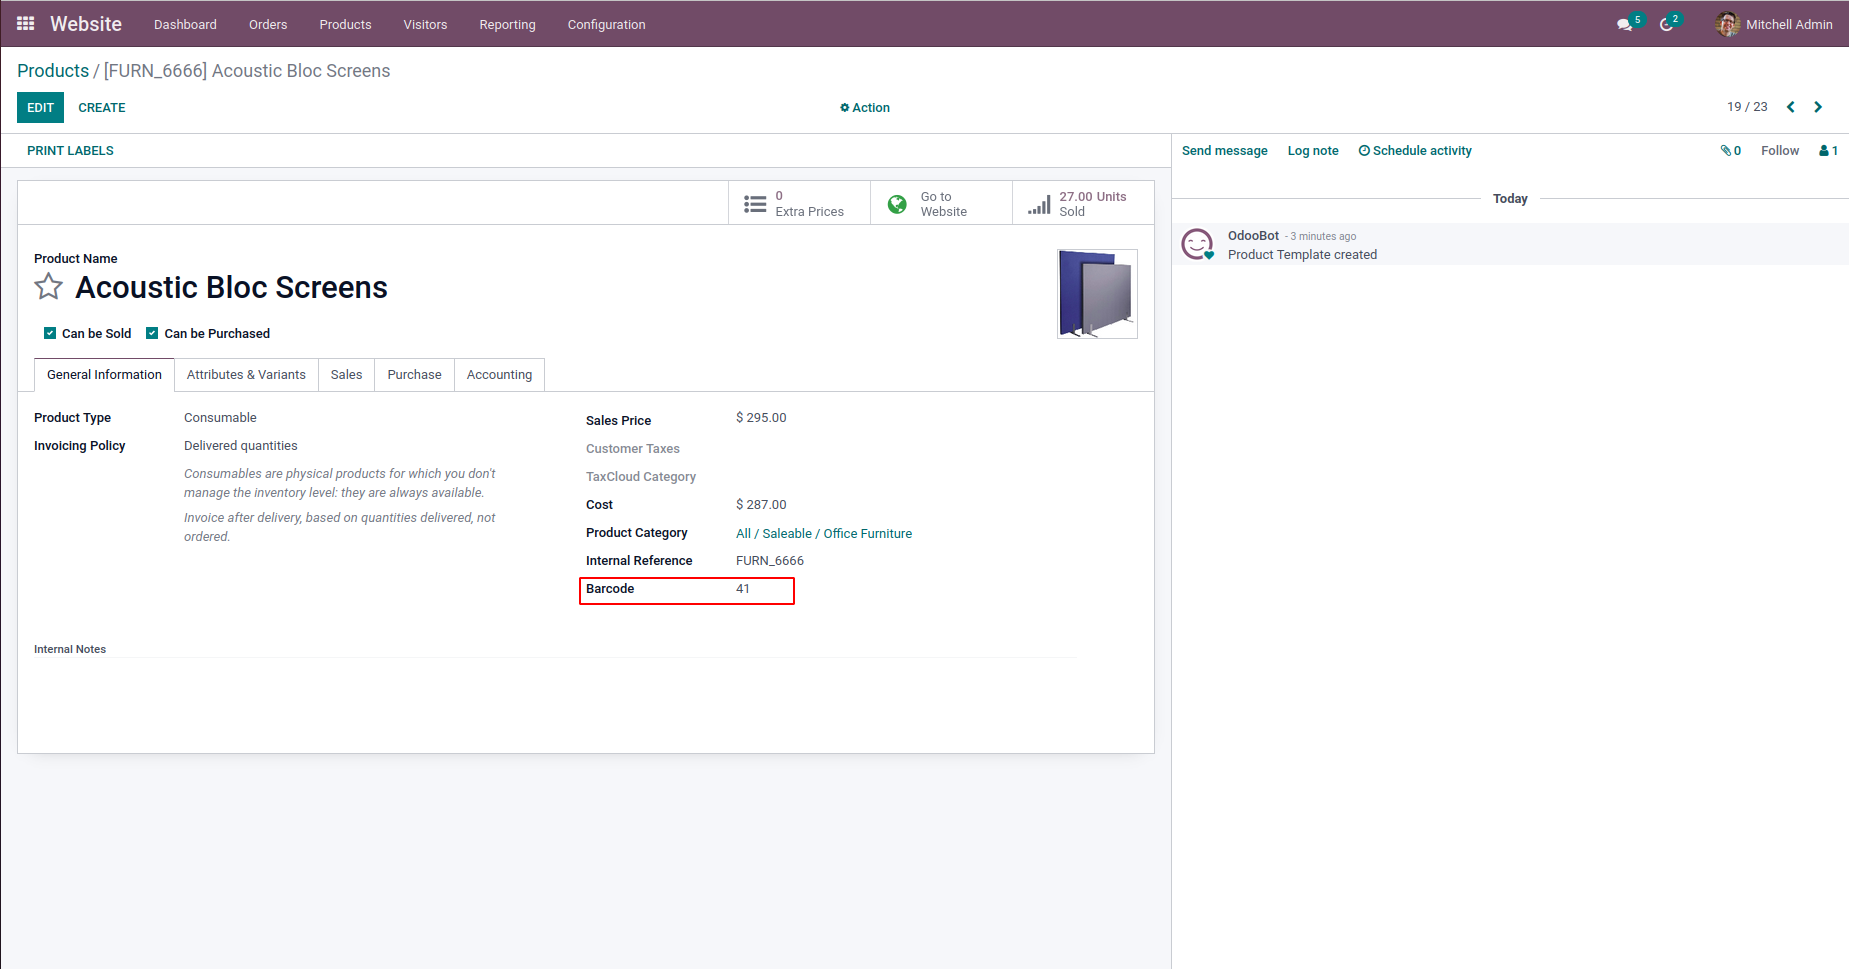 Website Dashboard Orders Products Visitors Reporting Configuration 5 2 Mitchell Admin
Products / [FURN_6666] Acoustic Bloc Screens
EDIT CREATE Action 19 / 23
PRINT LABELS
0
Extra Prices
Go to
Website
27.00 Units
Sold
Product Name
Acoustic Bloc Screens
Can be Sold Can be Purchased
General Information Attributes & Variants Sales Purchase Accounting
Product Type Consumable
Invoicing Policy Delivered quantities
Consumables are physical products for which you don't
manage the inventory level: they are always available.
Invoice after delivery, based on quantities delivered, not
ordered.
Sales Price $ 295.00
Customer Taxes
TaxCloud Category
Cost $ 287.00
Product Category All / Saleable / Office Furniture
Internal Reference FURN_6666
Barcode 41
Internal Notes
Send message Log note Schedule activity 0 Follow 1
Today
OdooBot - 3 minutes ago
Product Template created